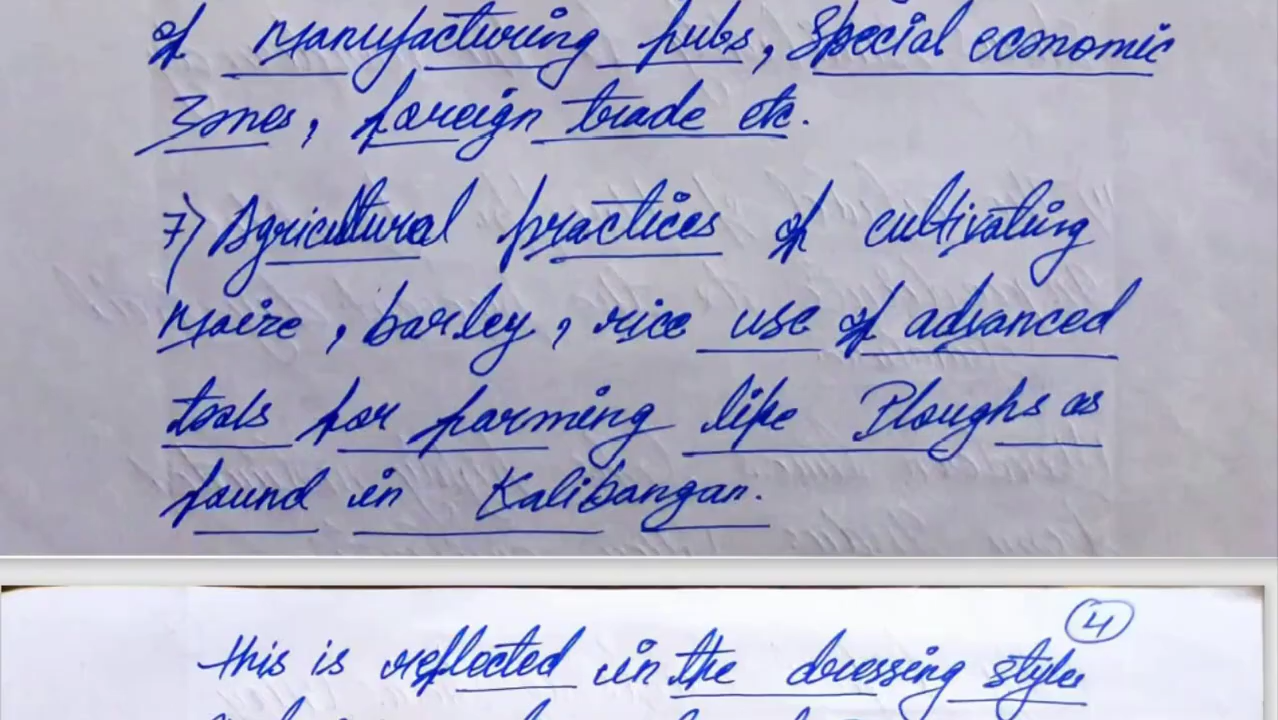 of manufacturing hubs, Special economic
zones, foreign trade etc.
7) Agricultural practices of cultivating
Maize, barley, rice use of advanced
tools for farming like Ploughs as
found in Kalibangan.
4
this is reflected in the dressing style